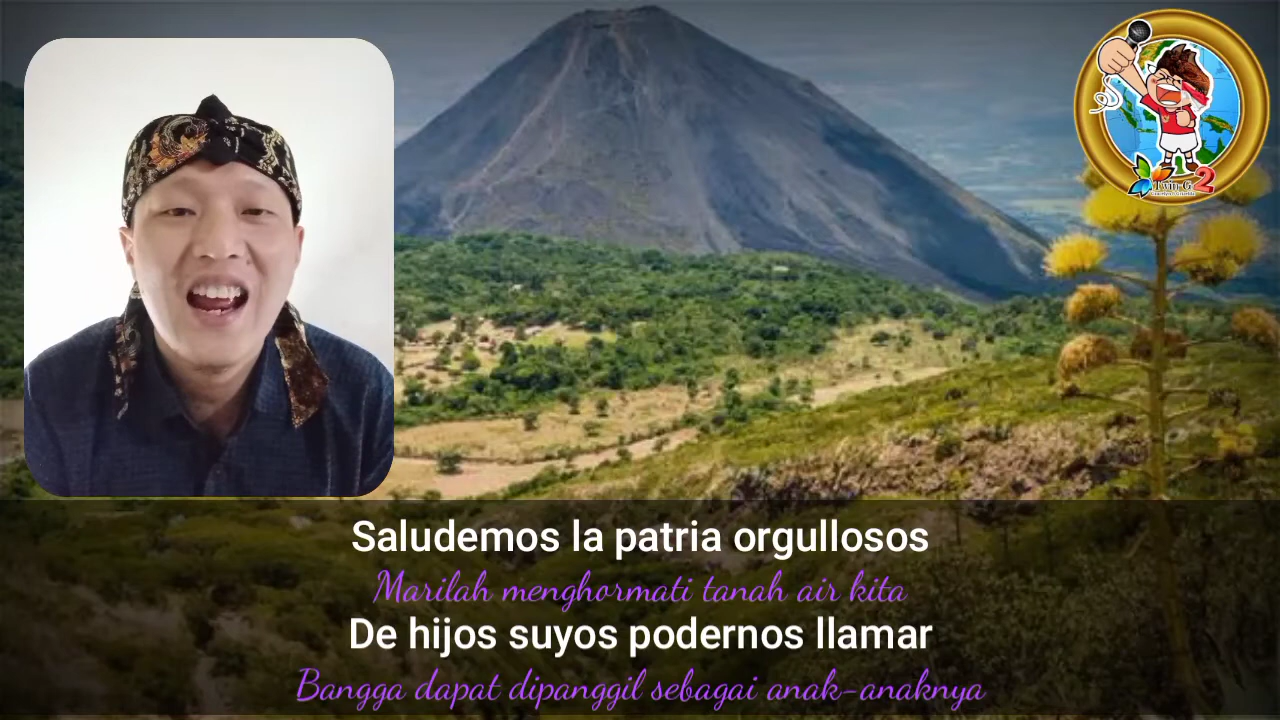 Saludemos la patria orgullosos
Marilah menghormati tanah air kita
De hijos suyos podernos llamar
Bangga dapat dipanggil sebagai anak-anaknya